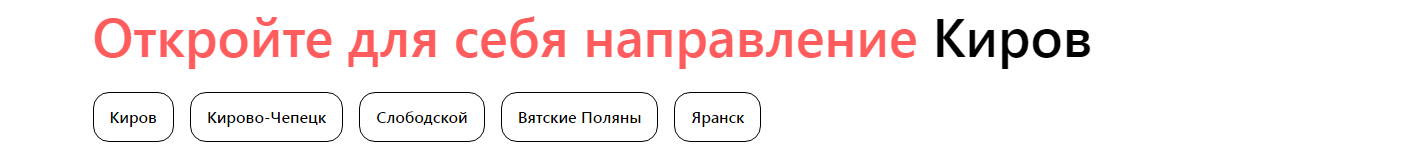 Откройте для себя направление Киров
Киров Кирово-Чепецк Слободской Вятские Поляны Яранск